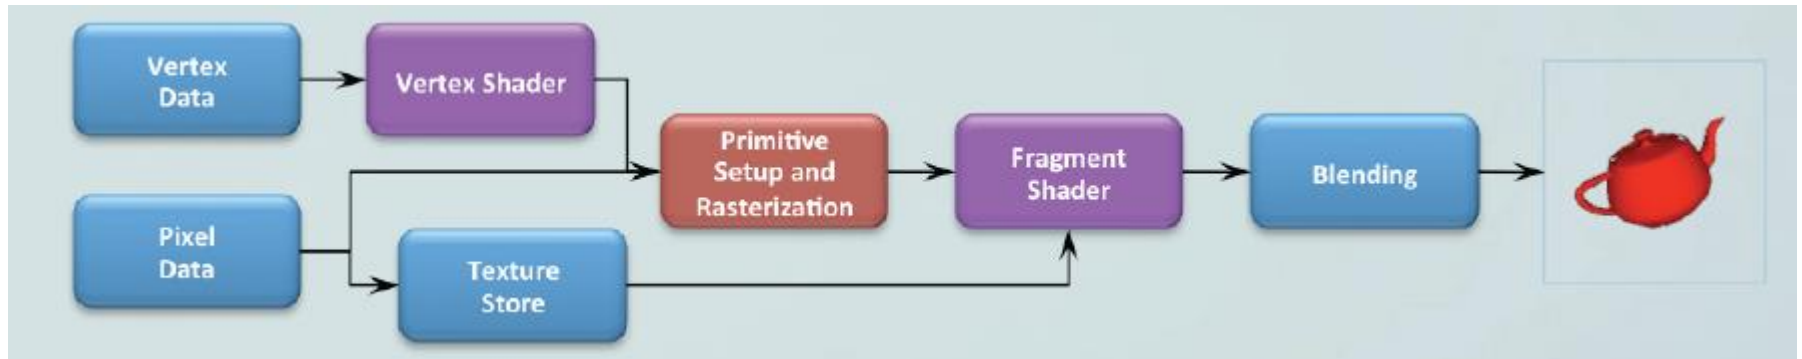 Vertex
Data
Vertex Shader
Primitive
Setup and
Rasterization
Fragment
Shader
Blending
Pixel
Data
Texture
Store